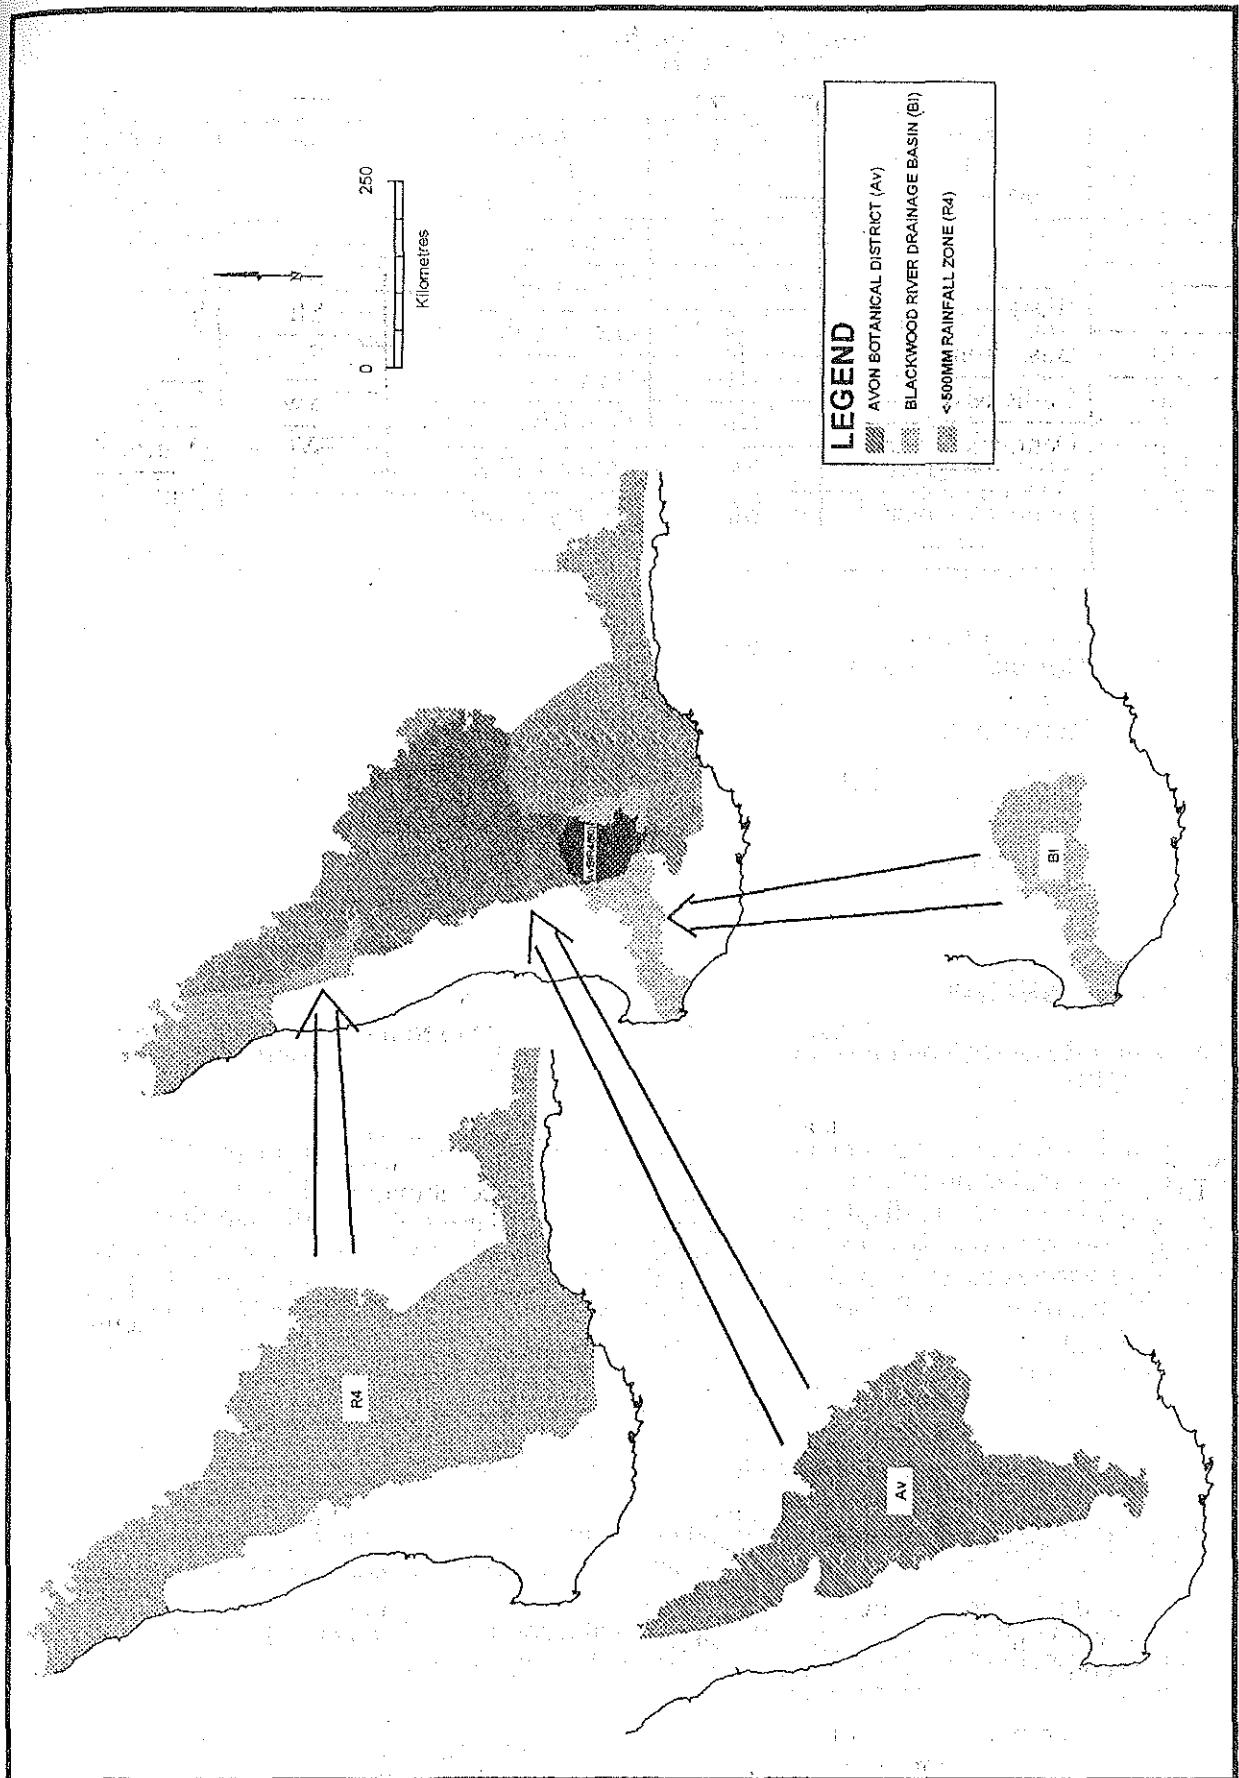 N
0 250
Kilometres
LEGEND
AVON BOTANICAL DISTRICT (Av)
BLACKWOOD RIVER DRAINAGE BASIN (Bl)
<500MM RAINFALL ZONE (R4)
R4
Av
Bl